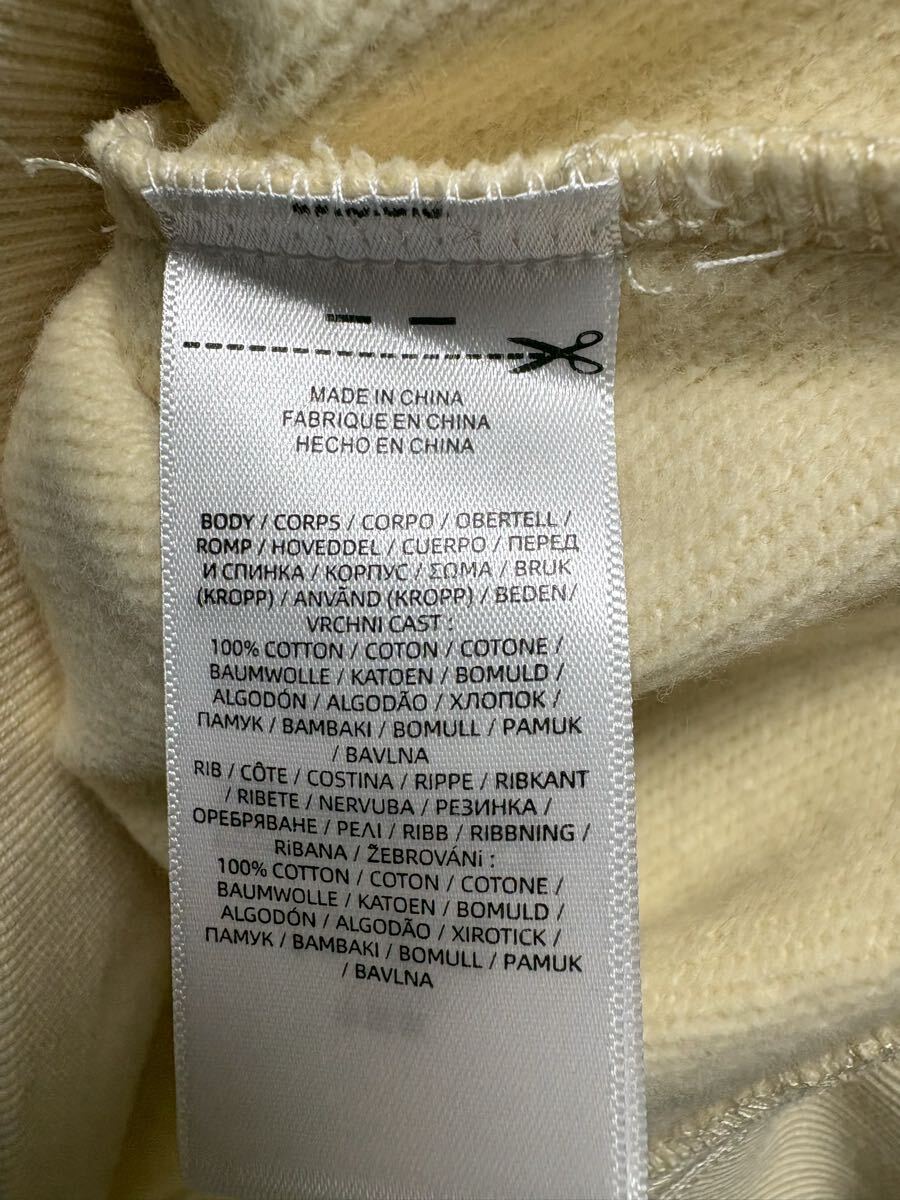 MADE IN CHINA
FABRIQUE EN CHINA
HECHO EN CHINA
BODY / CORPS / CORPO / OBERTELL /
ROMP / HOVEDDEL / CUERPO / ПЕРЕД
И СПИНКА / КОРПУС / ΣΩMA / BRUK
(KROPP) / ANVÃND (KROPP) / BEDEN /
VRCHNI CAST :
100% COTTON / COTON / COTONE /
BAUMWOLLE / KATOEN / BOMULD /
ALGODÓN / ALGODÃO / ХЛОПОК /
ПАМУК / BAMBAKI / BOMULL / PAMUK
/ BAVLNA
RIB / CÔTE / COSTINA / RIPPE / RIBKANT
/ RIBETE / NERVUBA / РЕЗИНКА /
ОРЕБРЯВАНЕ / ΡΕΛΙ / RIBB / RIBBNING /
RiBANA / ŽEBROVÁNi :
100% COTTON / COTON / COTONE /
BAUMWOLLE / KATOEN / BOMULD /
ALGODÓN / ALGODÃO / XIROTICK /
ПАМУК / BAMBAKI / BOMULL / PAMUK
/ BAVLNA